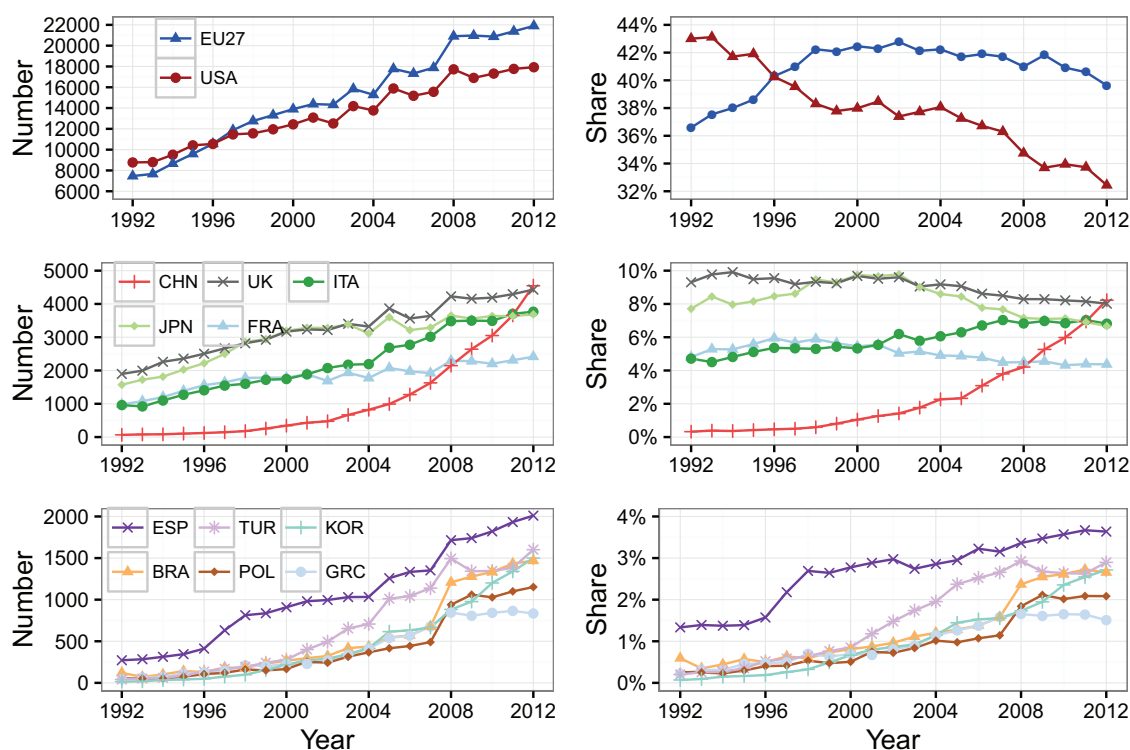 Number
22000
20000
18000
16000
14000
12000
10000
8000
6000
EU27
USA
1992 1996 2000 2004 2008 2012
Share
44%
42%
40%
38%
36%
34%
32%
1992 1996 2000 2004 2008 2012
Number
5000
4000
3000
2000
1000
0
CHN UK ITA
JPN FRA
1992 1996 2000 2004 2008 2012
Share
10%
8%
6%
4%
2%
0%
1992 1996 2000 2004 2008 2012
Number
2000
1500
1000
500
0
ESP TUR KOR
BRA POL GRC
1992 1996 2000 2004 2008 2012
Year
Share
4%
3%
2%
1%
0%
1992 1996 2000 2004 2008 2012
Year